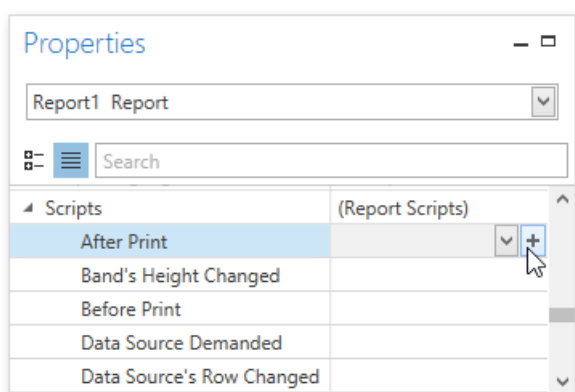 Properties
Report1 Report
Search
Scripts (Report Scripts)
After Print
Band's Height Changed
Before Print
Data Source Demanded
Data Source's Row Changed